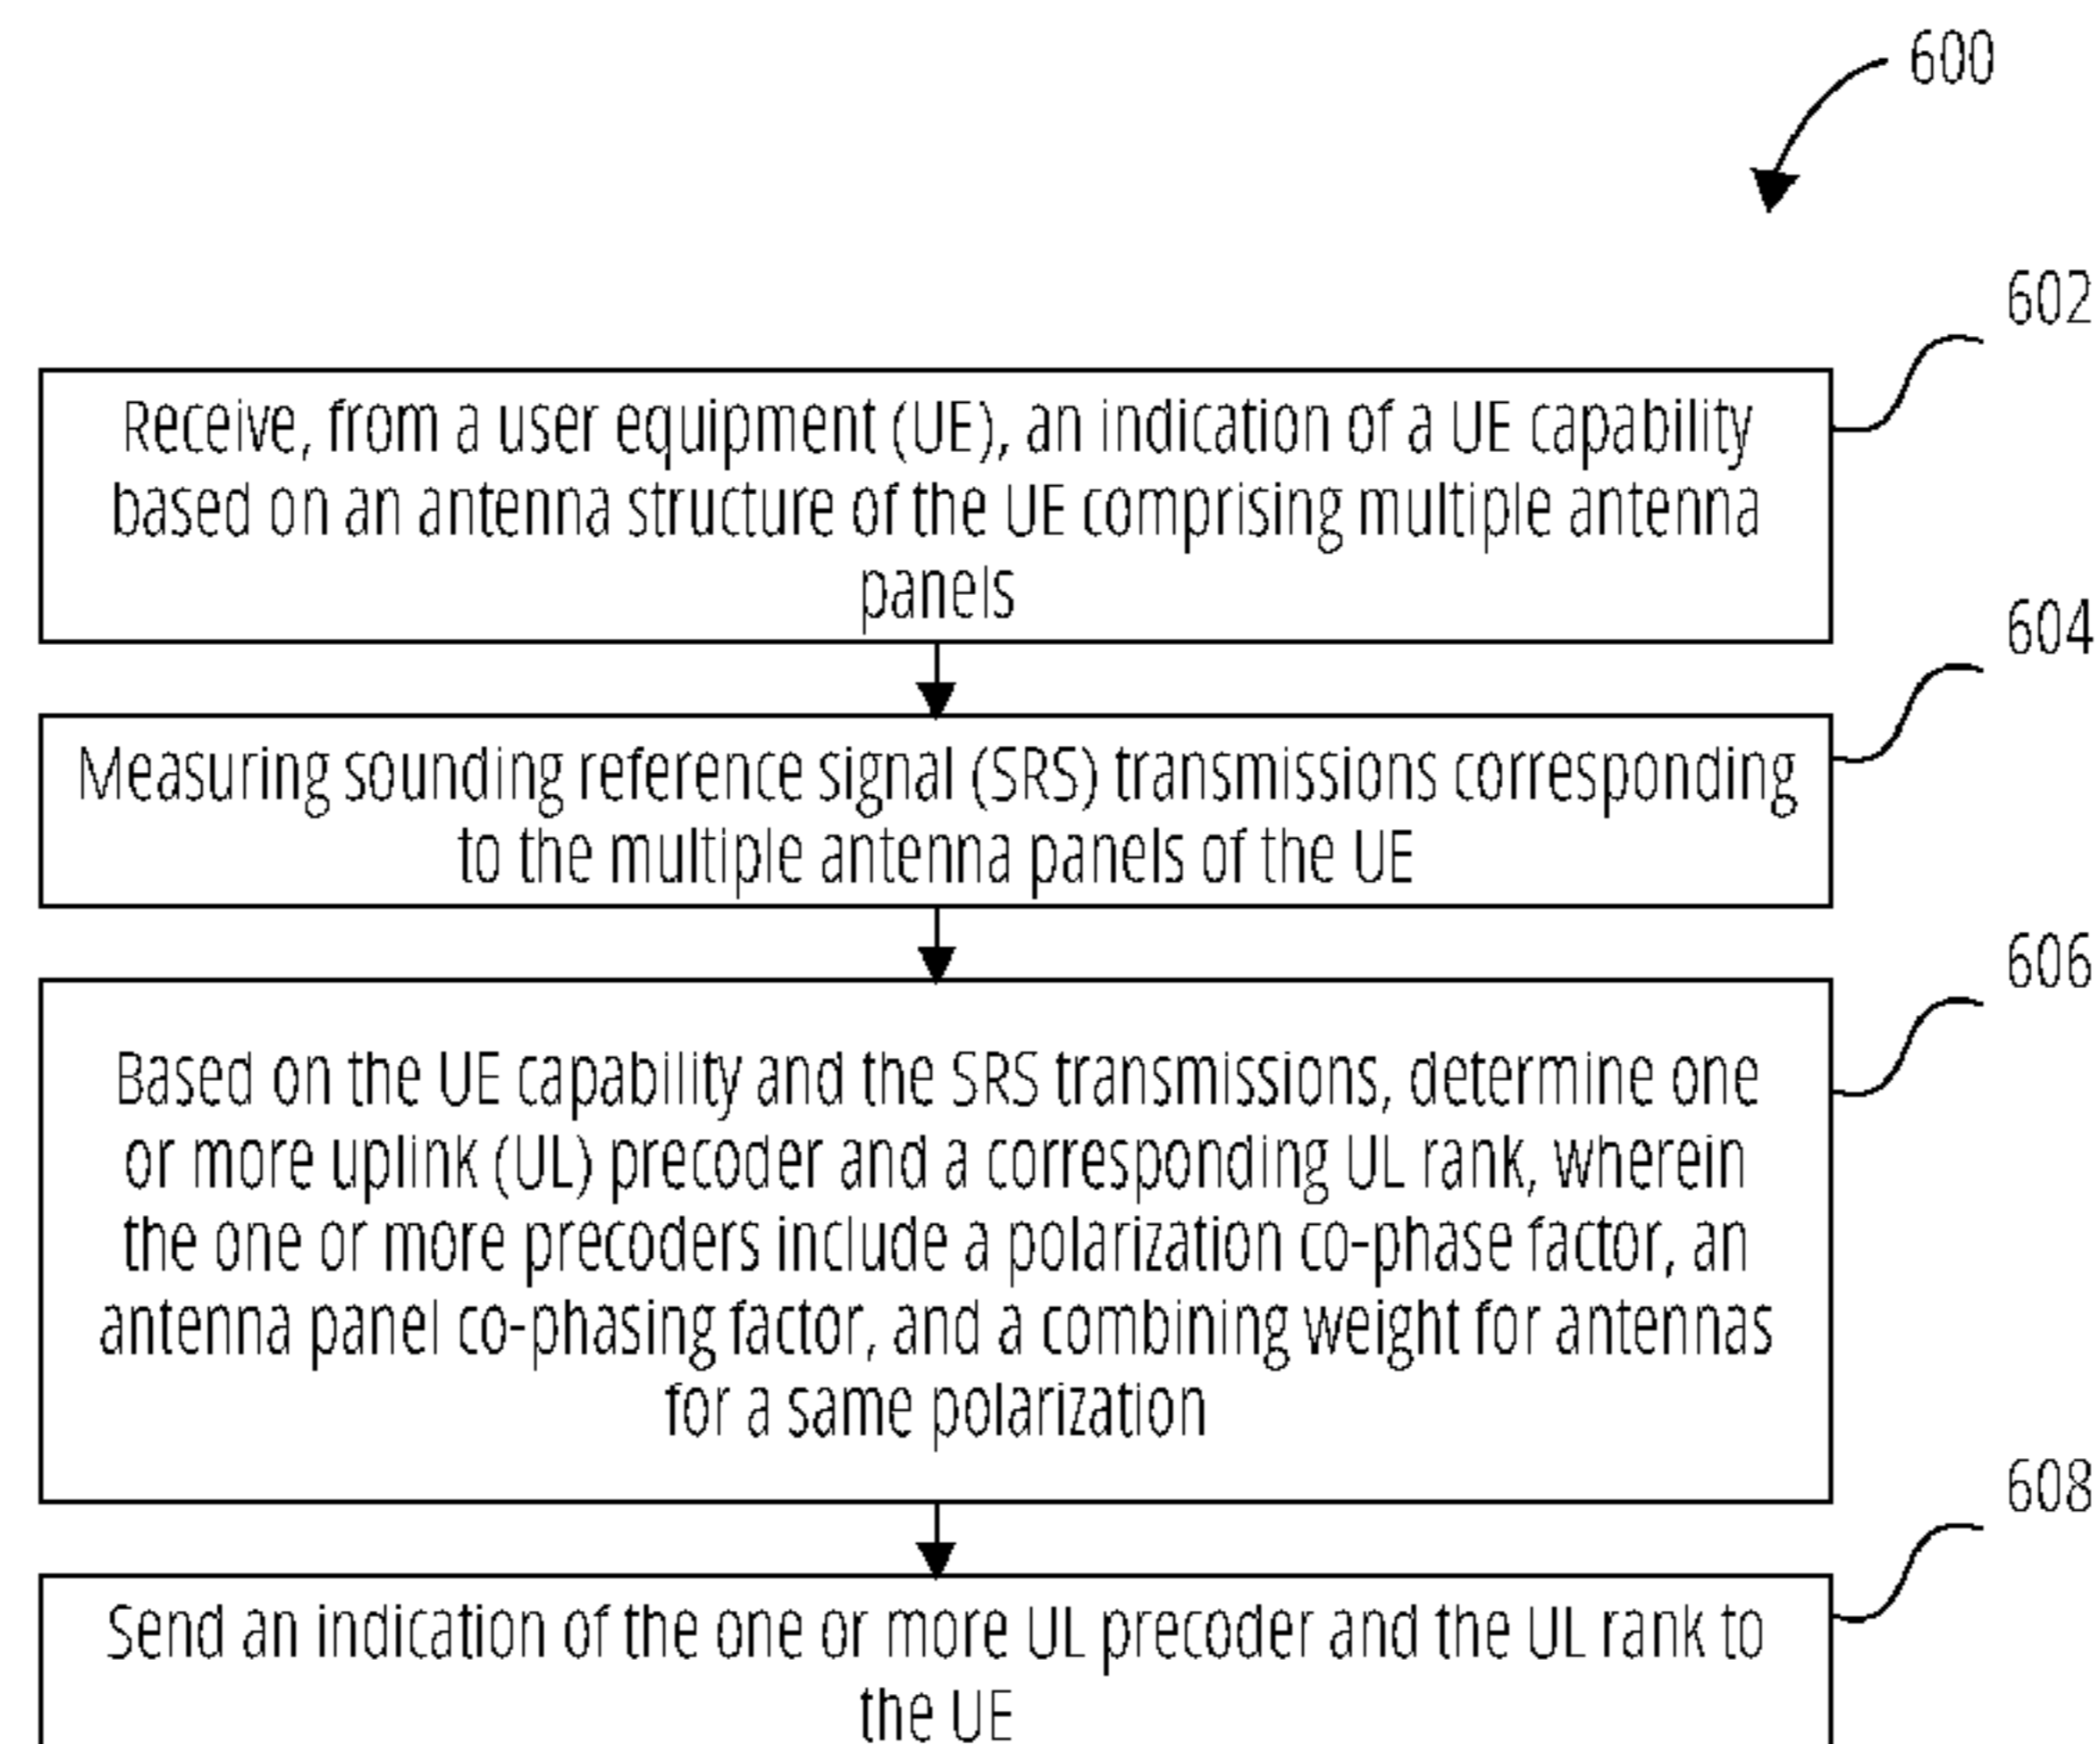 600
602
Receive, from a user equipment (UE), an indication of a UE capability
based on an antenna structure of the UE comprising multiple antenna
panels
604
Measuring sounding reference signal (SRS) transmissions corresponding
to the multiple antenna panels of the UE
606
Based on the UE capability and the SRS transmissions, determine one
or more uplink (UL) precoder and a corresponding UL rank, wherein
the one or more precoders include a polarization co-phase factor, an
antenna panel co-phasing factor, and a combining weight for antennas
for a same polarization
608
Send an indication of the one or more UL precoder and the UL rank to
the UE